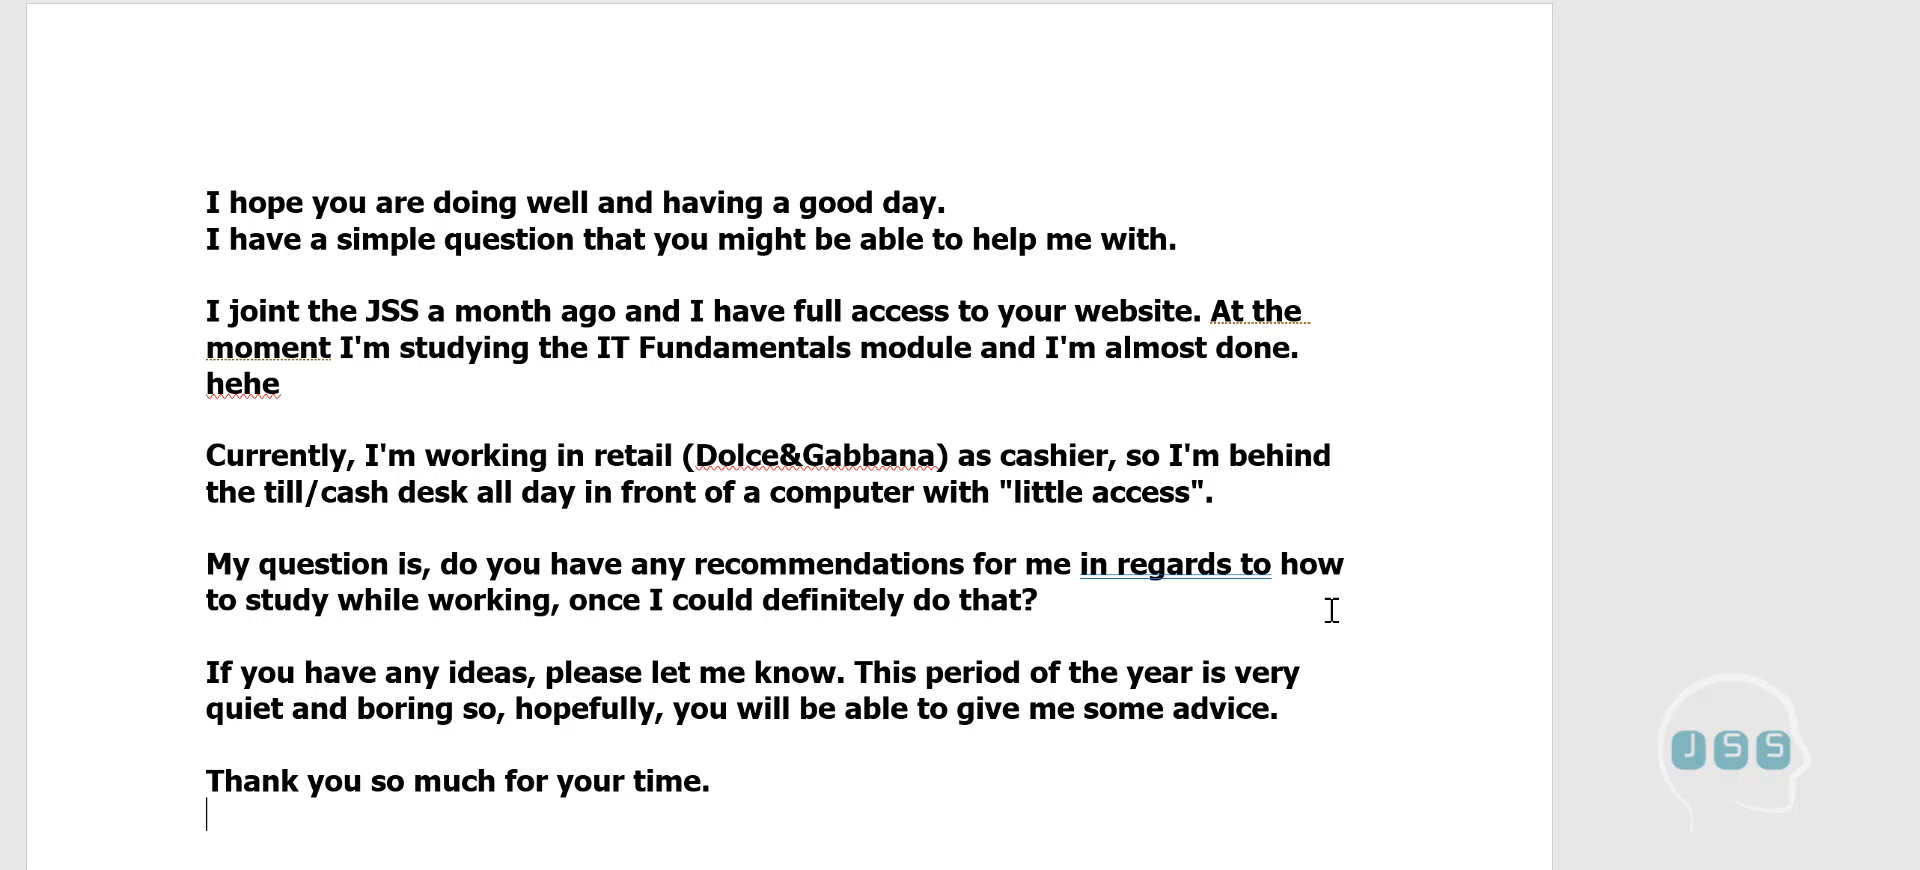 I hope you are doing well and having a good day.
I have a simple question that you might be able to help me with.
I joint the JSS a month ago and I have full access to your website. At the
moment I'm studying the IT Fundamentals module and I'm almost done.
hehe
Currently, I'm working in retail (Dolce&Gabbana) as cashier, so I'm behind
the till/cash desk all day in front of a computer with "little access".
My question is, do you have any recommendations for me in regards to how
to study while working, once I could definitely do that?
If you have any ideas, please let me know. This period of the year is very
quiet and boring so, hopefully, you will be able to give me some advice.
Thank you so much for your time.
JSS